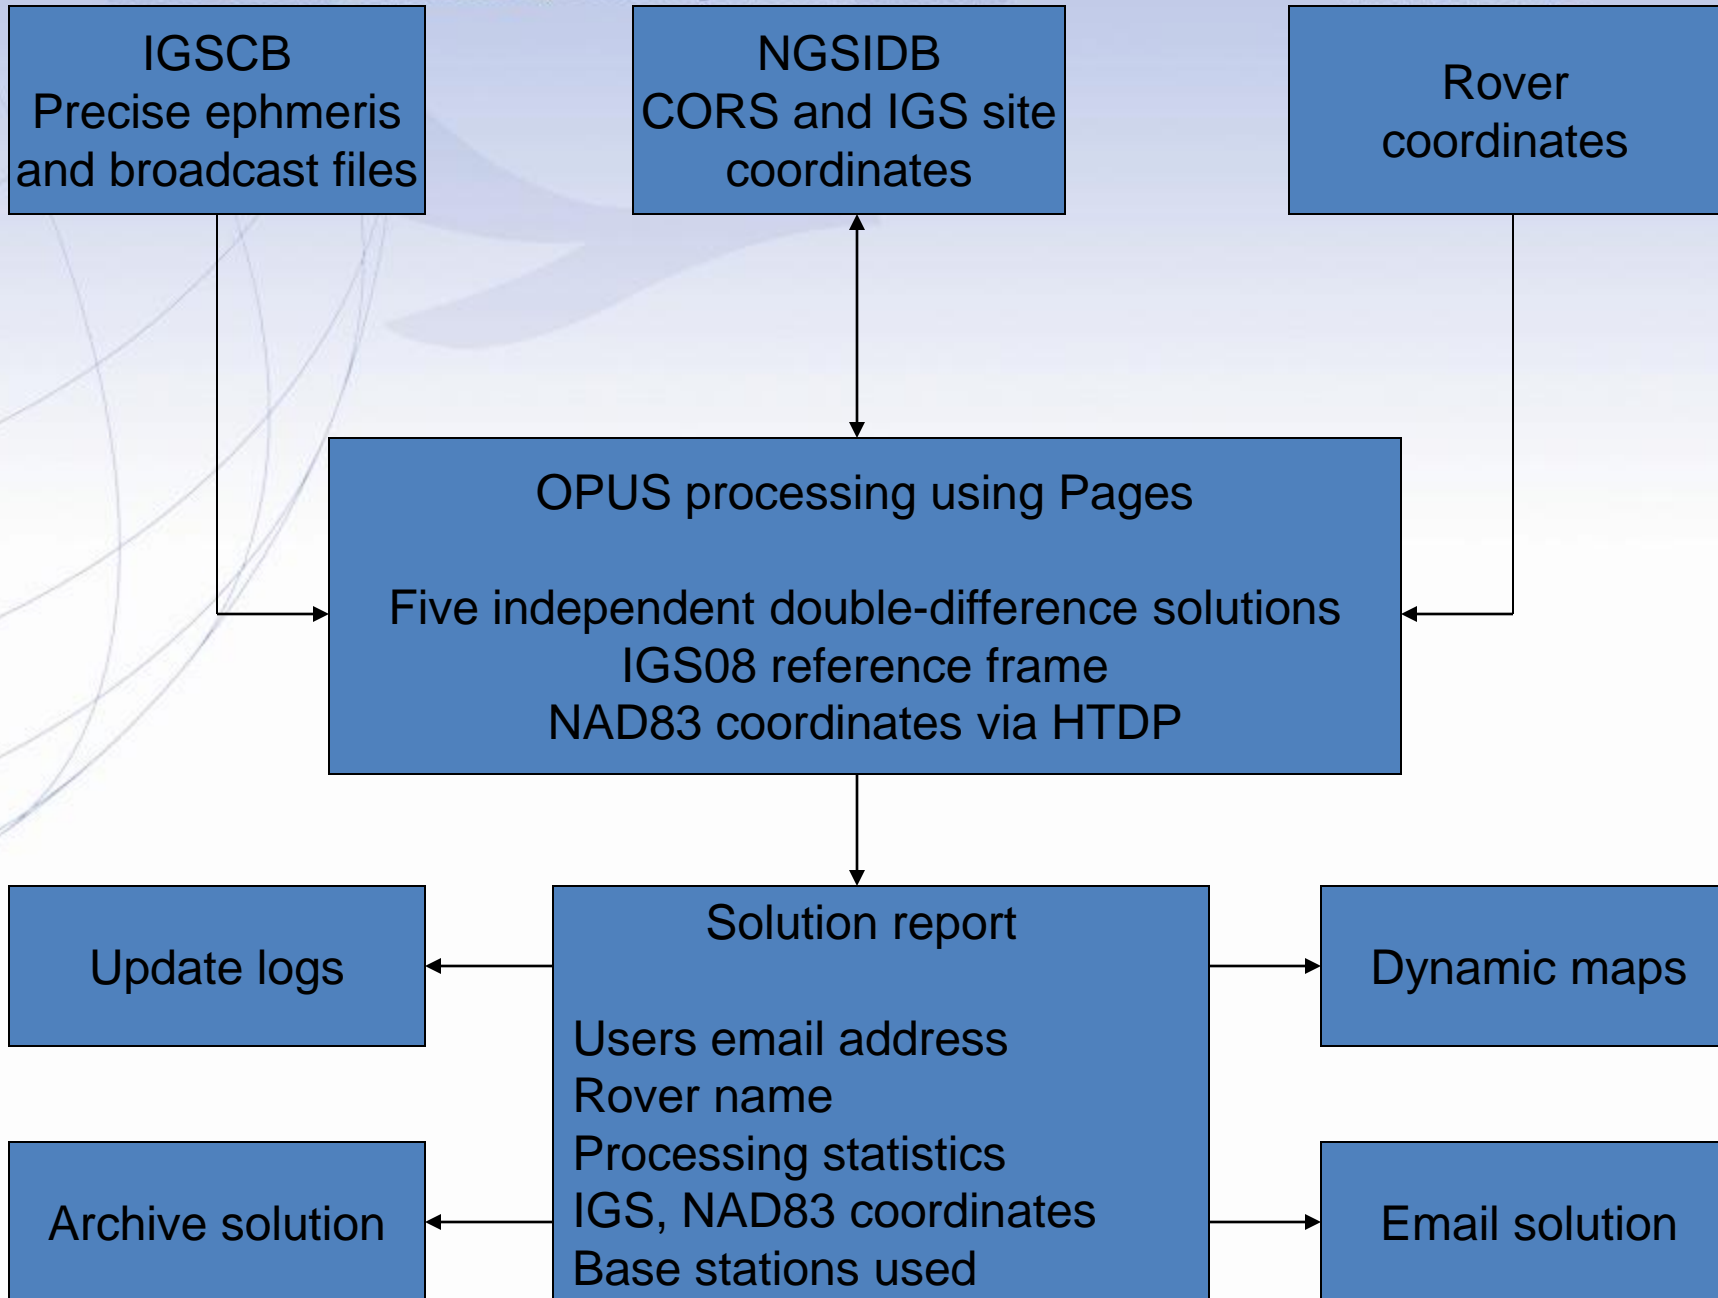 IGSCB
Precise ephmeris
and broadcast files
NGSIDB
CORS and IGS site
coordinates
Rover
coordinates
OPUS processing using Pages
Five independent double-difference solutions
IGS08 reference frame
NAD83 coordinates via HTDP
Update logs
Archive solution
Solution report
Users email address
Rover name
Processing statistics
IGS, NAD83 coordinates
Base stations used
Dynamic maps
Email solution